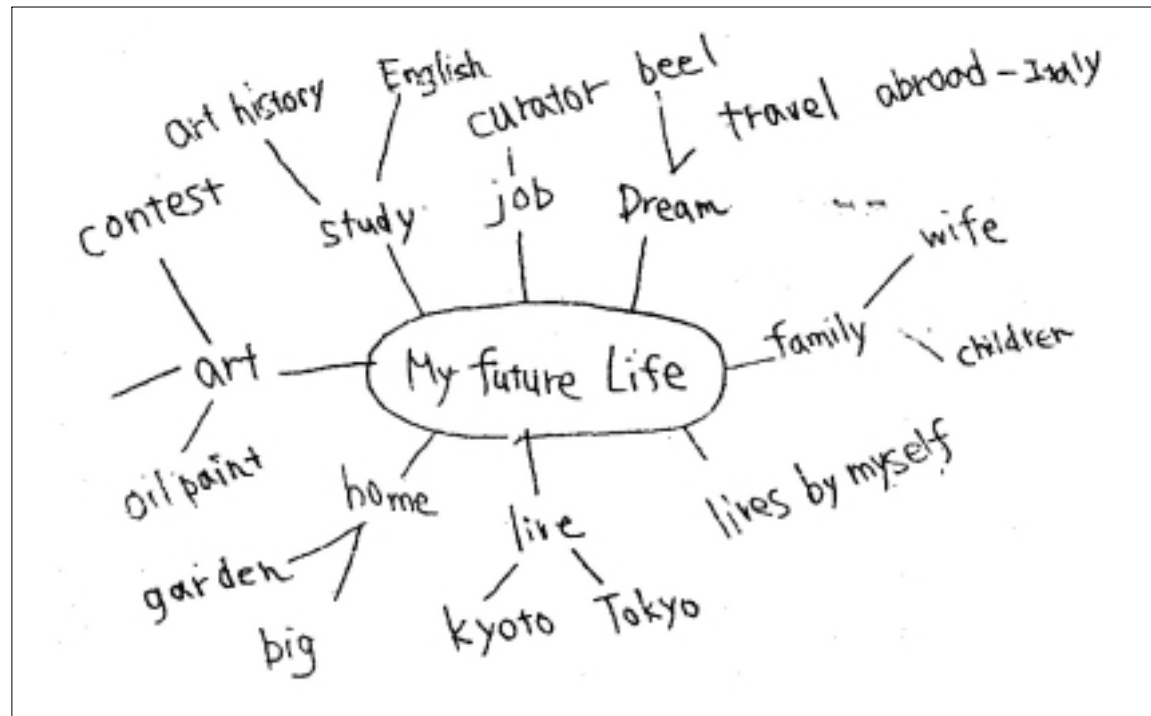 English
art history
curator
beel
travel abroad - Italy
contest
study
job
Dream
wife
family
children
art
My future Life
oil paint
home
live
lives by myself
garden
big
kyoto
Tokyo